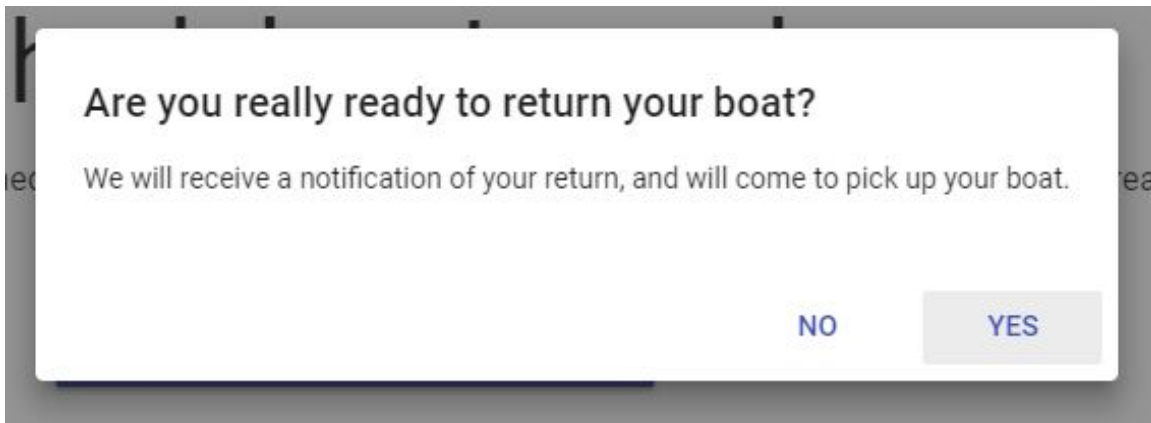 Are you really ready to return your boat?
We will receive a notification of your return, and will come to pick up your boat.
NO YES